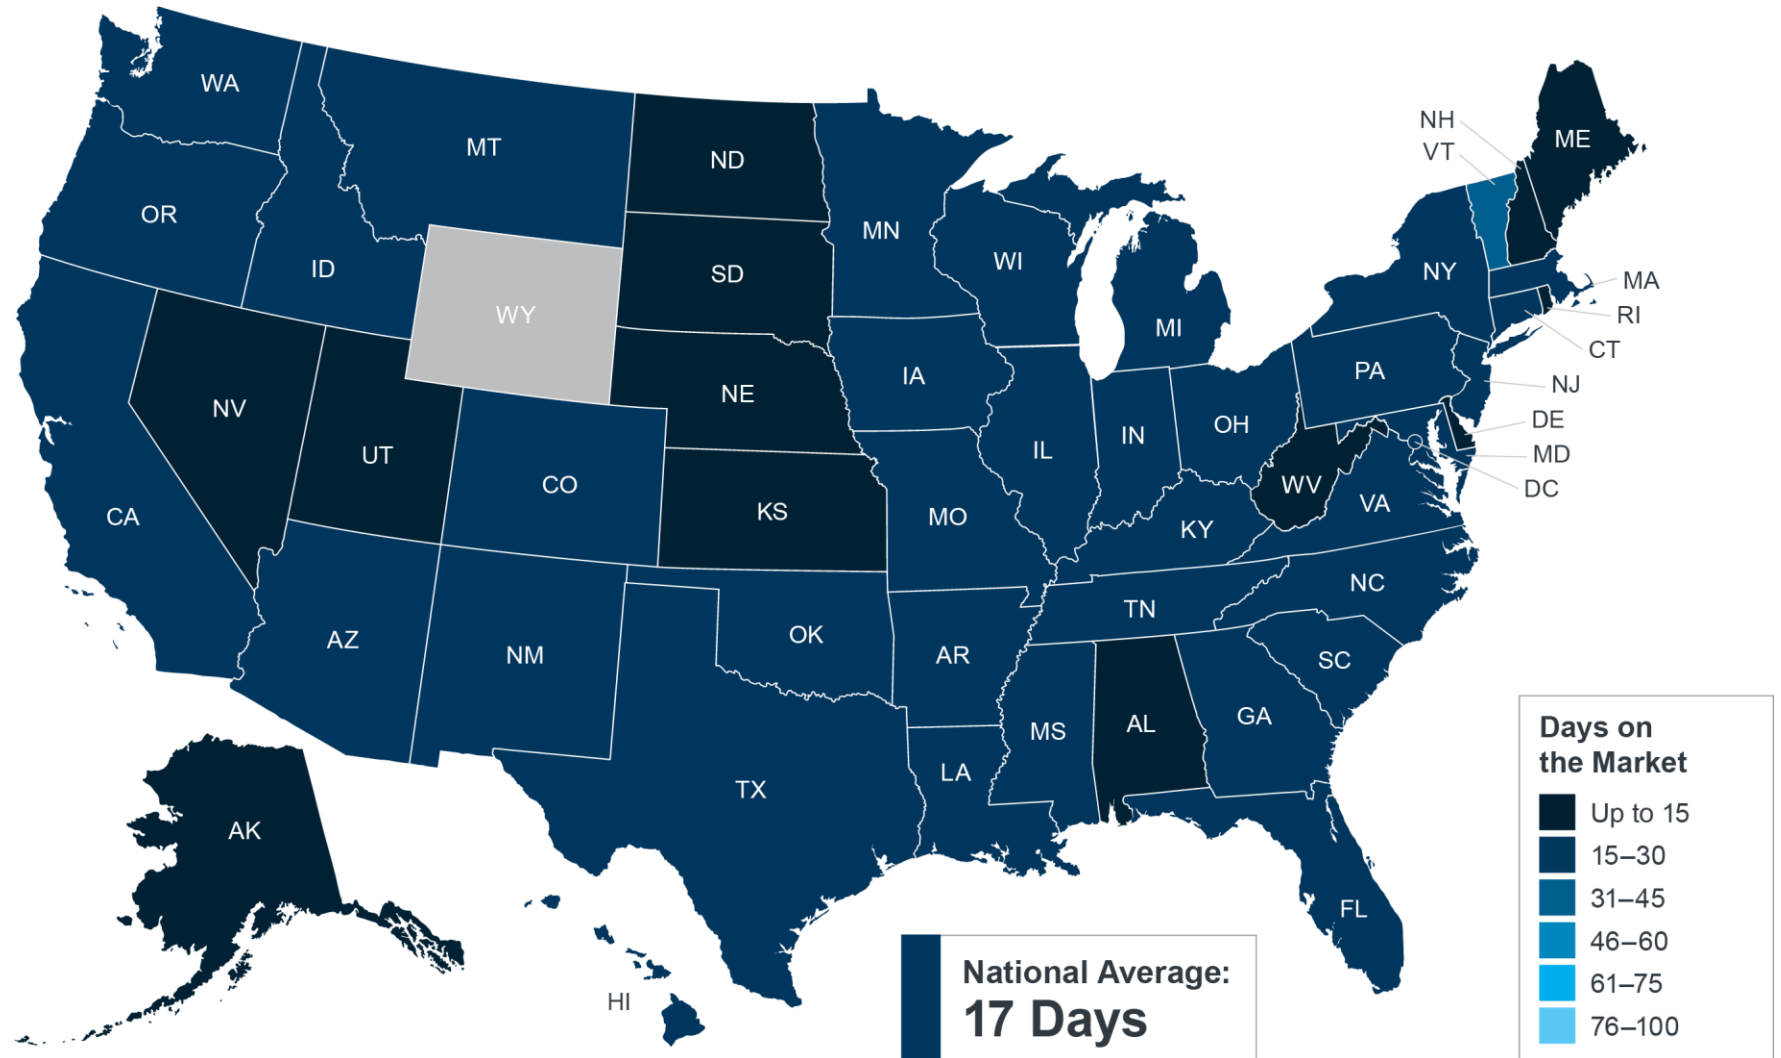 WA
MT
ND
ME
NH
VT
OR
ID
MN
SD
WI
NY
MA
WY
MI
RI
CT
IA
PA
NJ
NV
NE
OH
DE
UT
IL
IN
MD
CO
WV
DC
CA
KS
MO
KY
VA
NC
TN
AZ
NM
OK
AR
SC
MS
AL
GA
LA
TX
AK
FL
HI
National Average:
17 Days
Days on
the Market
Up to 15
15–30
31–45
46–60
61–75
76–100